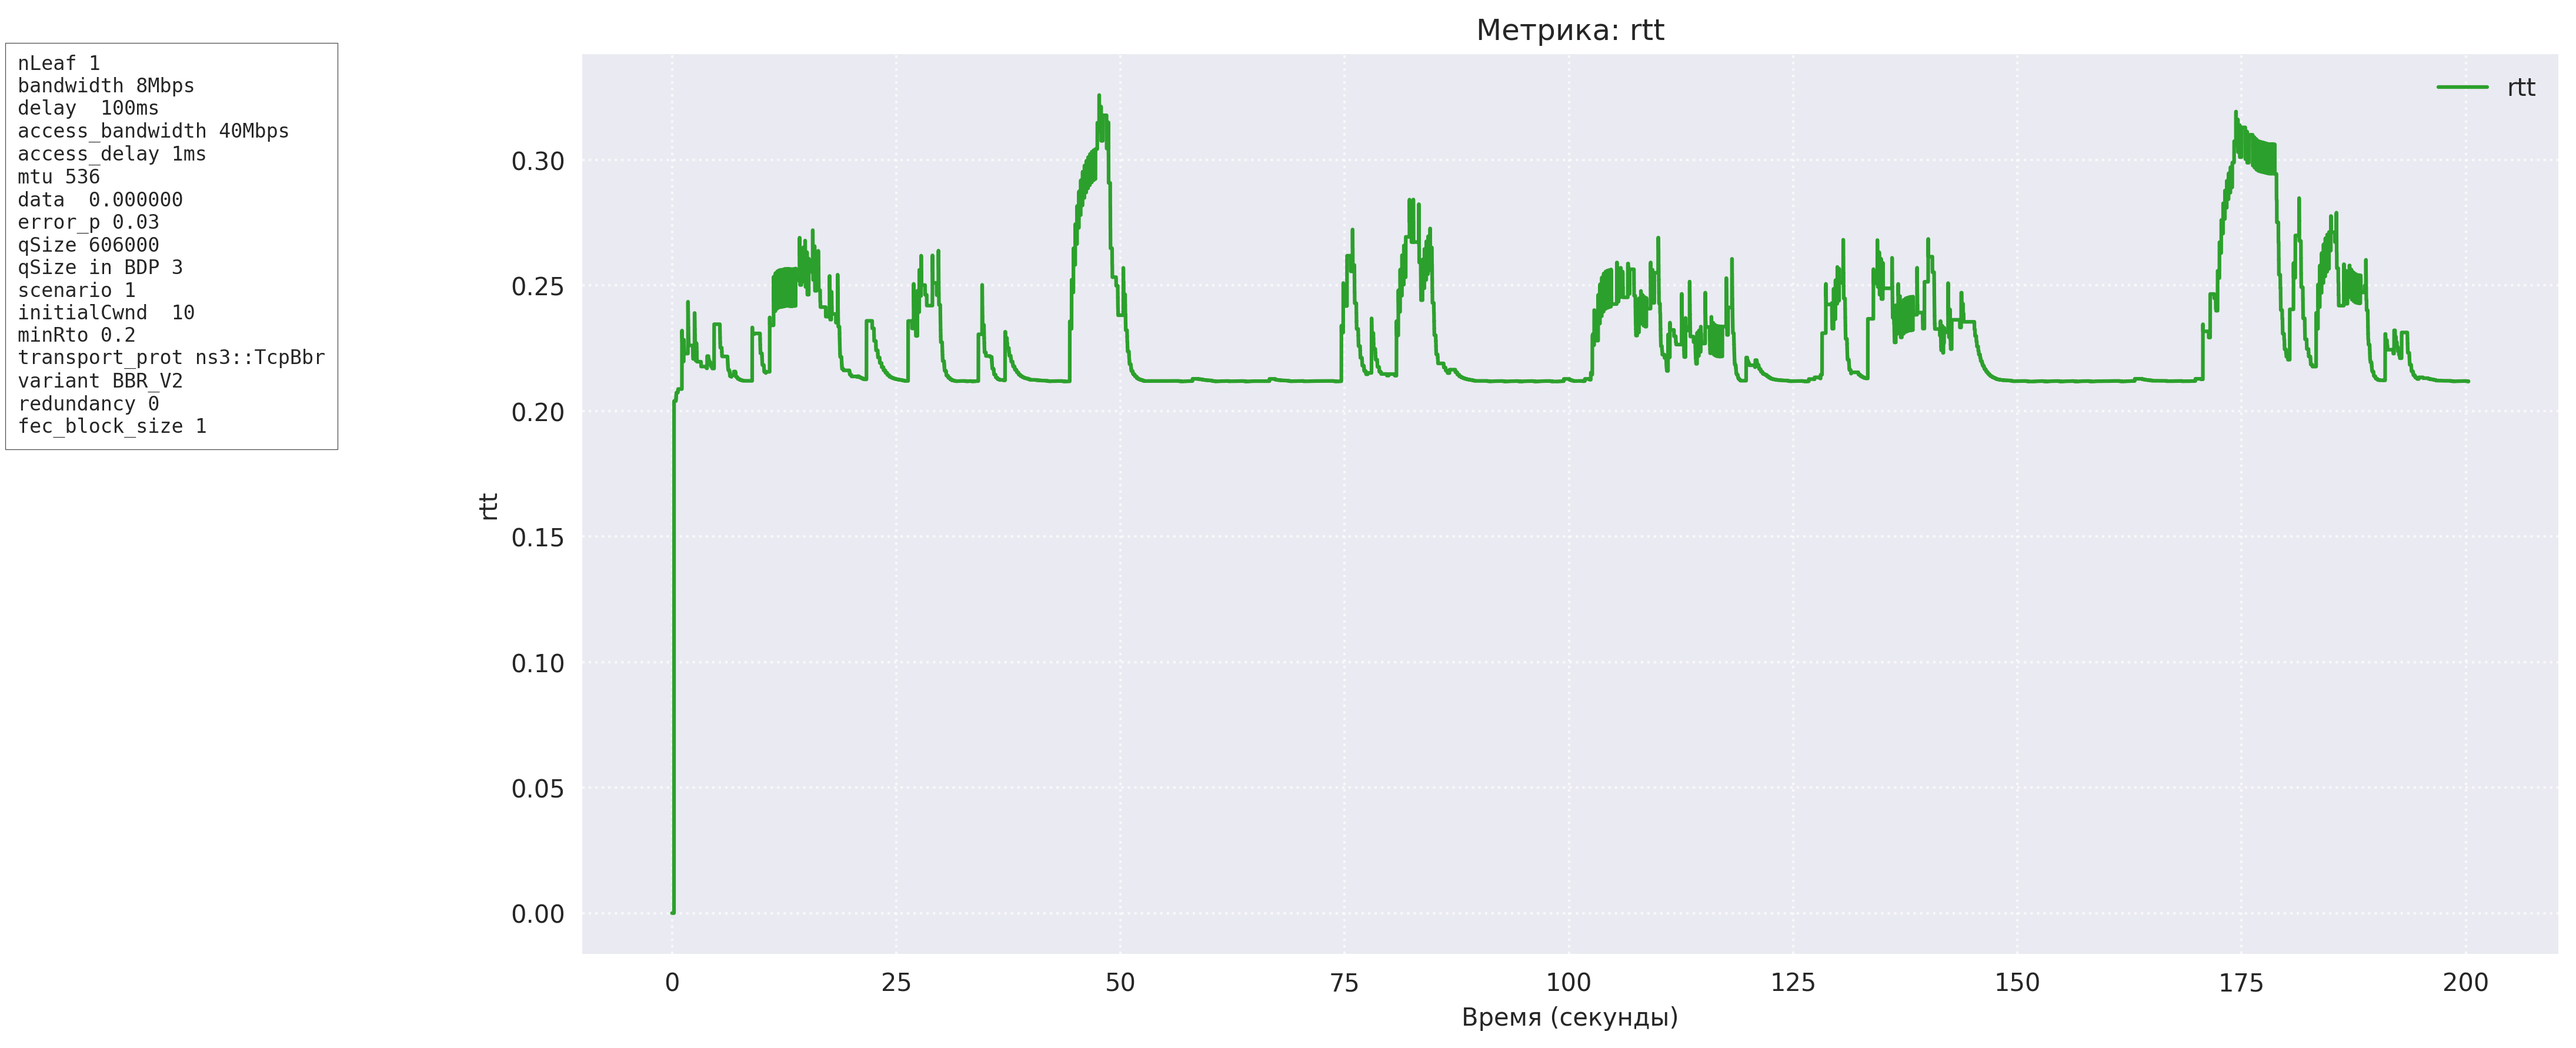 Метрика: rtt
nLeaf 1
bandwidth 8Mbps
delay  100ms
access_bandwidth 40Mbps
access_delay 1ms
mtu 536
data  0.000000
error_p 0.03
qSize 606000
qSize in BDP 3
scenario 1
initialCwnd  10
minRto 0.2
transport_prot ns3::TcpBbr
variant BBR_V2
redundancy 0
fec_block_size 1
rtt
0.30
0.25
0.20
0.15
0.10
0.05
0.00
rtt
0 25 50 75 100 125 150 175 200
Время (секунды)